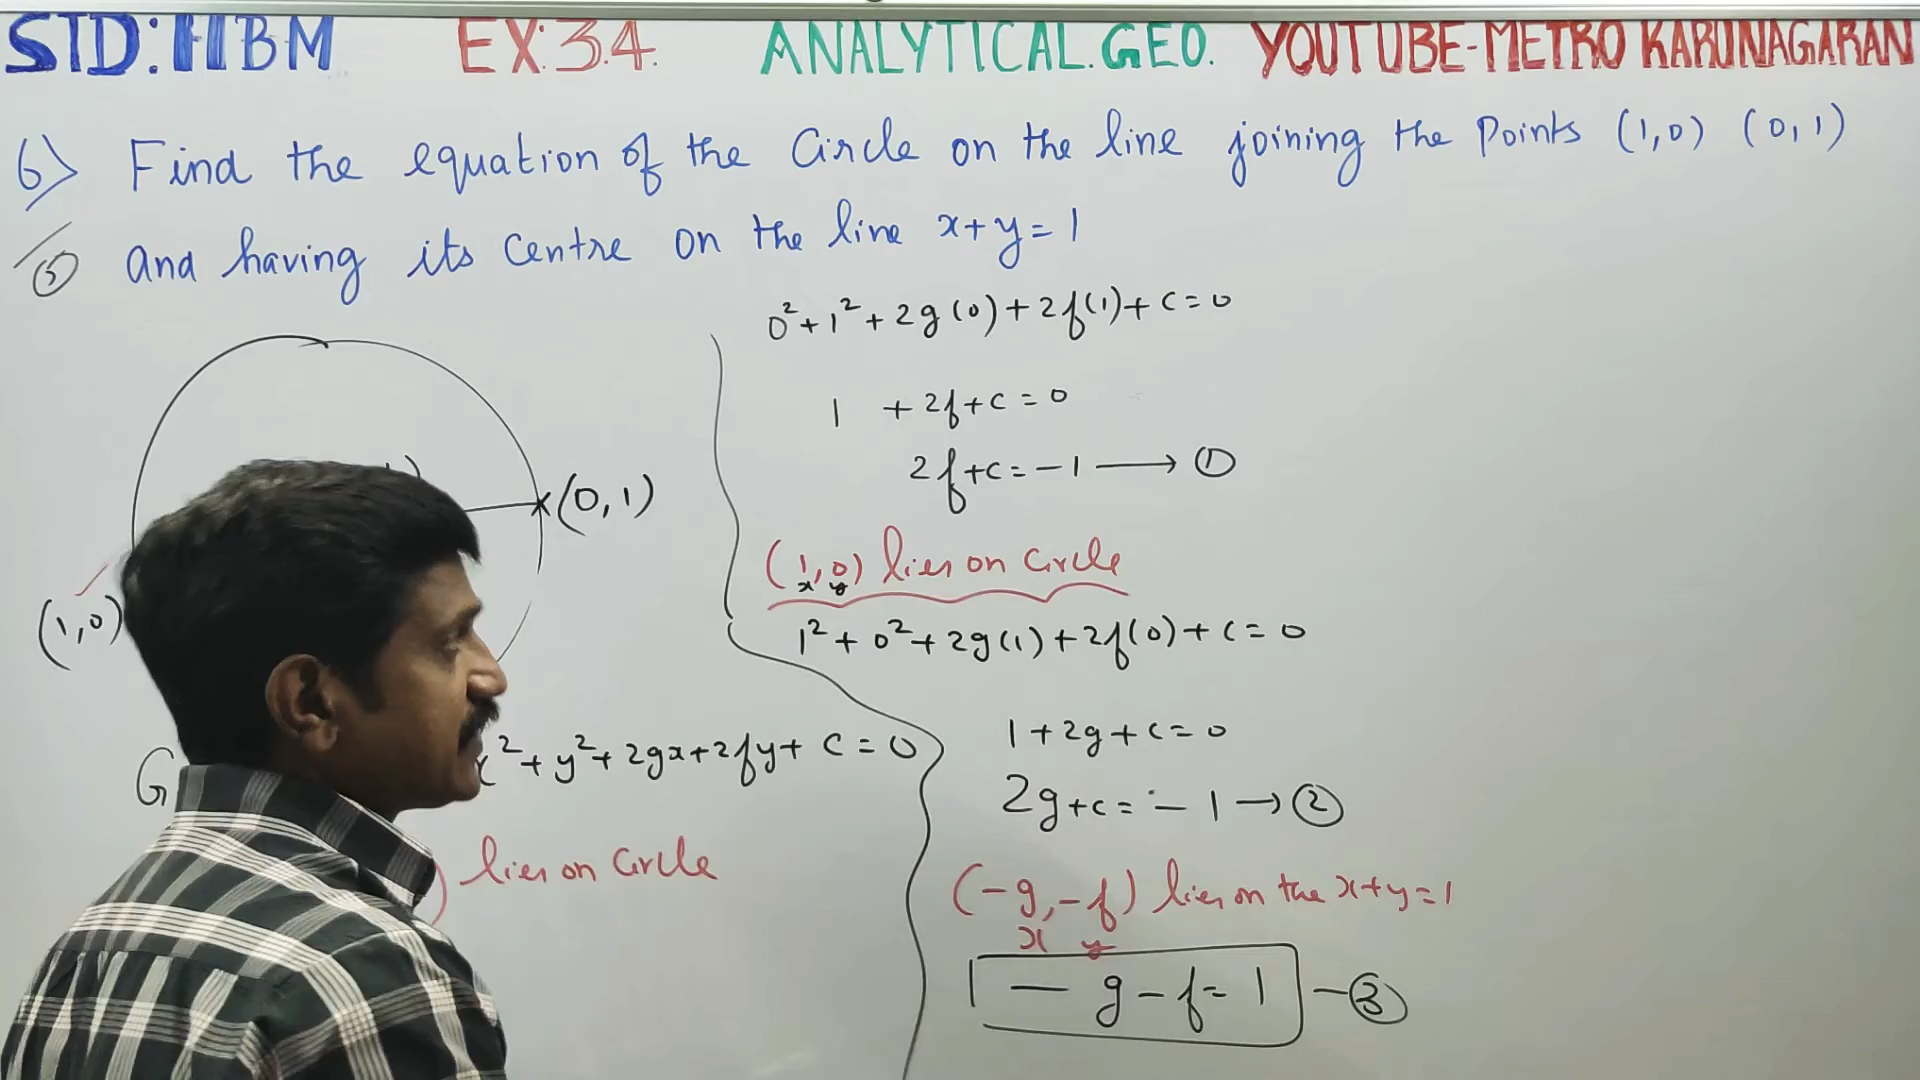 STD: 11 BM EX: 3.4. ANALYTICAL. GEO. YOUTUBE-METRO KARUNAGARAN
6) Find the equation of the Circle on the line joining the Points (1,0) (0,1)
(5) and having its Centre on the line x+y=1
0²+1²+2g(0)+2f(1)+c=0
1 +2f+c=0
2f+c=-1 ⟶ ①
(0,1)
(1,0) lies on Circle
x y
(1,0)
1²+0²+2g(1)+2f(0)+c=0
²+y²+2gx+2fy+c=0
lies on Circle
1+2g+c=0
2g+c=-1 → ②
(-g,-f) lies on the x+y=1
x y
-g-f=1 -③